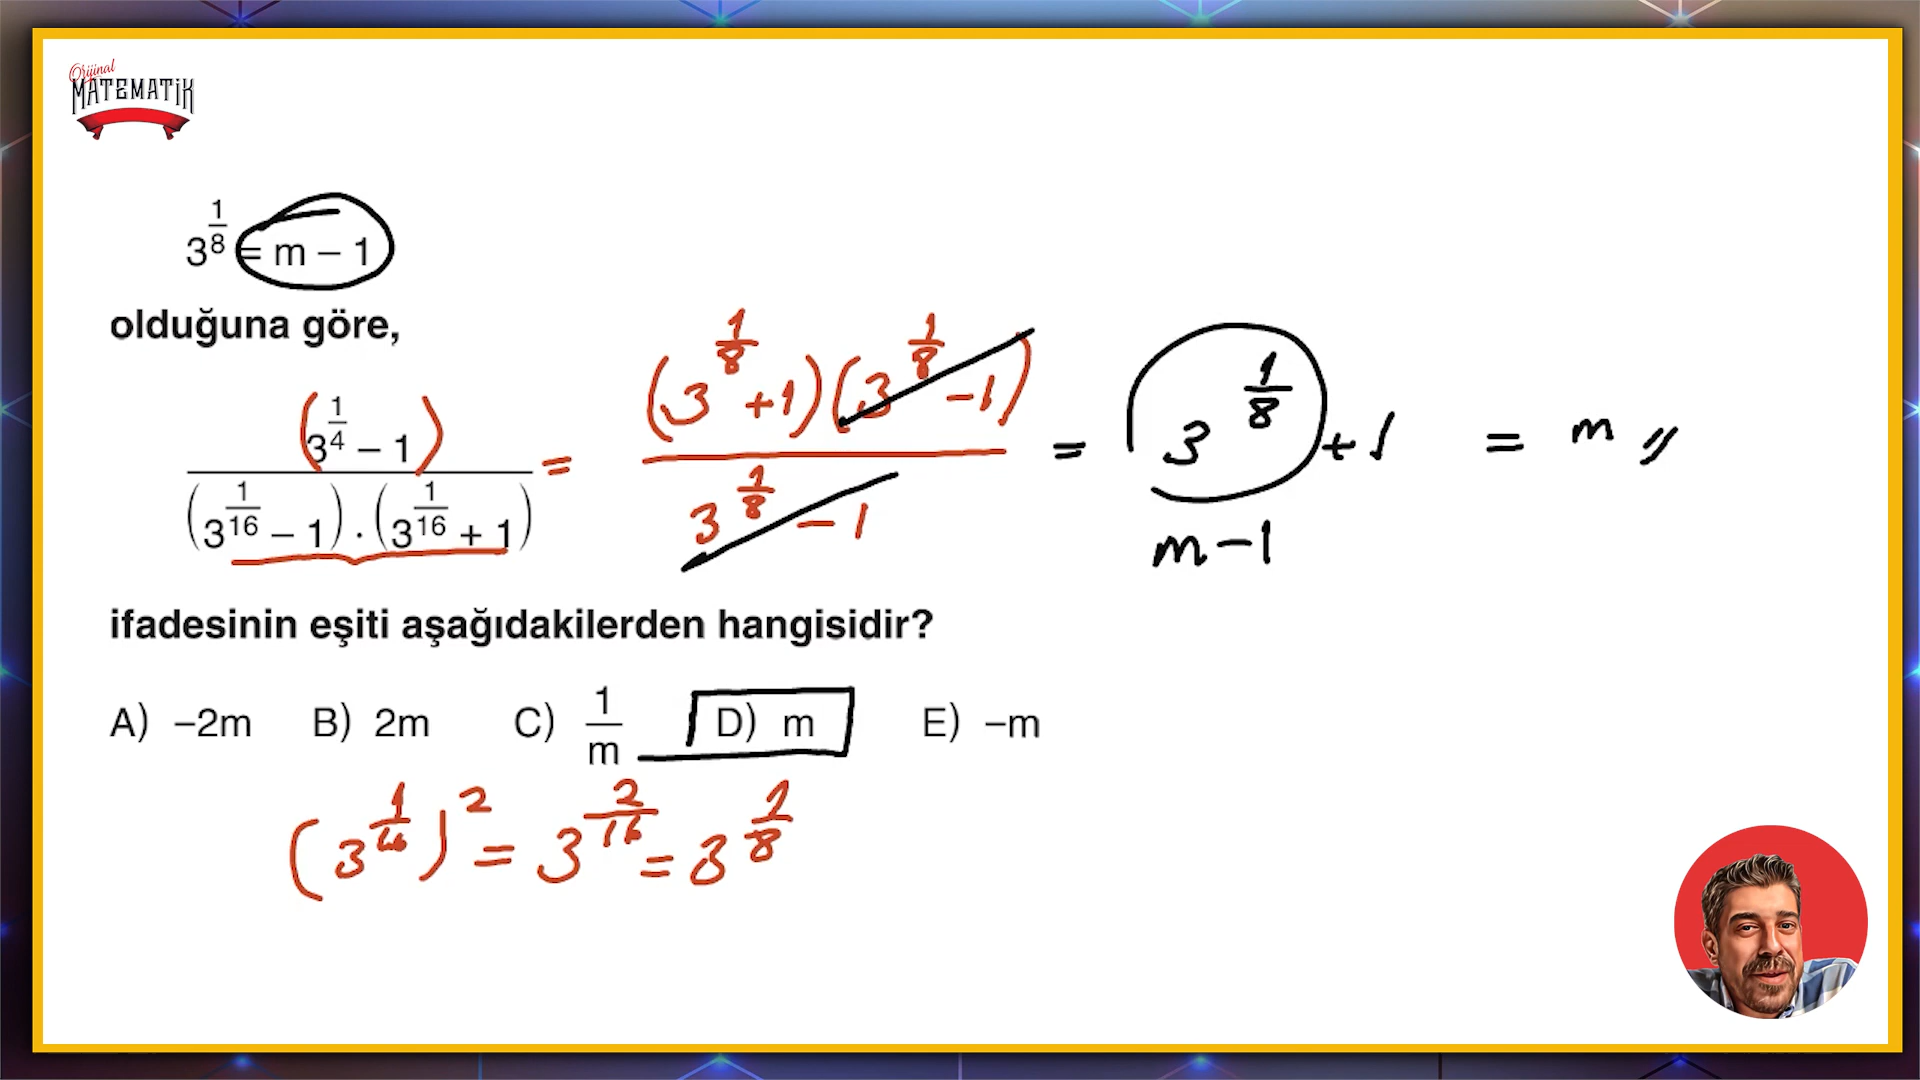 Orijinal
MATEMATİK
3^(1/8) = m – 1
olduğuna göre,
(3^(1/4) – 1) / ((3^(1/16) – 1) · (3^(1/16) + 1)) = (3^(1/8) + 1)(3^(1/8) – 1) / (3^(1/8) – 1) = 3^(1/8) + 1 = m //
m – 1
ifadesinin eşiti aşağıdakilerden hangisidir?
A) –2m B) 2m C) 1/m D) m E) –m
(3^(1/16))^2 = 3^(2/16) = 3^(1/8)